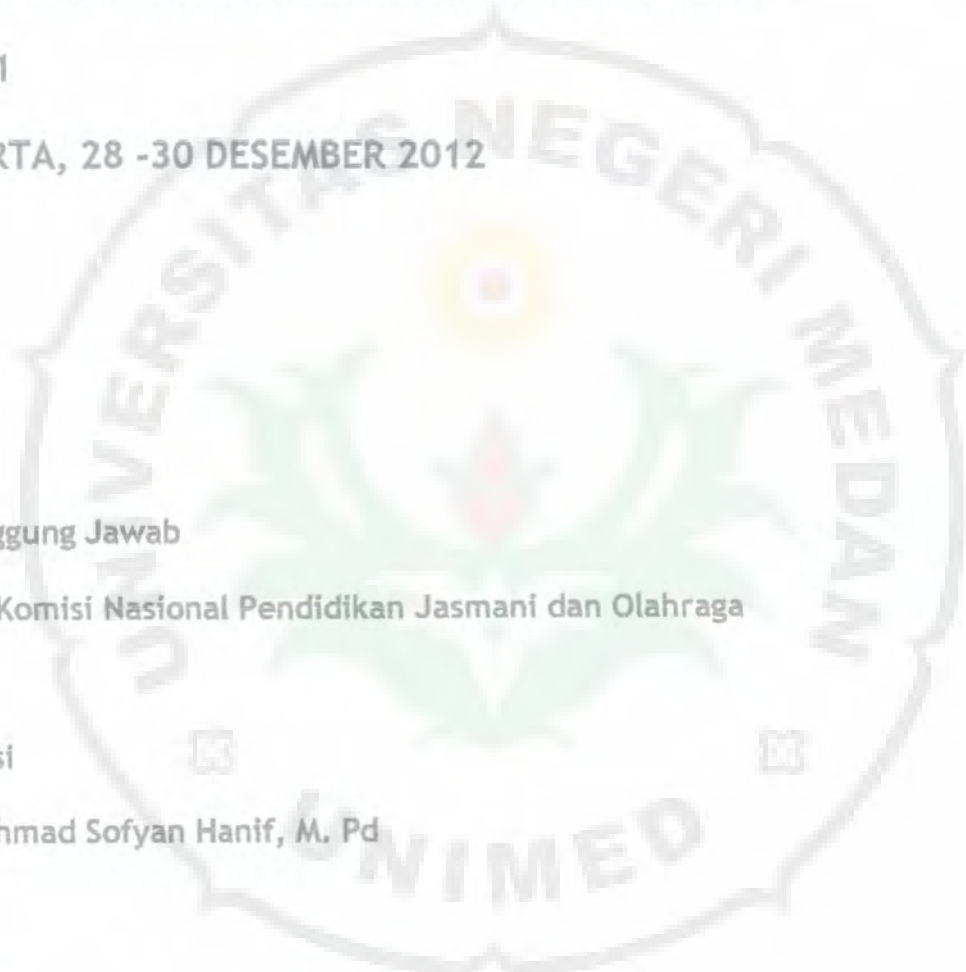 RTA, 28 -30 DESEMBER 2012
ggung Jawab
Komisi Nasional Pendidikan Jasmani dan Olahraga
si
hmad Sofyan Hanif, M. Pd
UNIVERSITAS NEGERI MEDAN
UNIMED